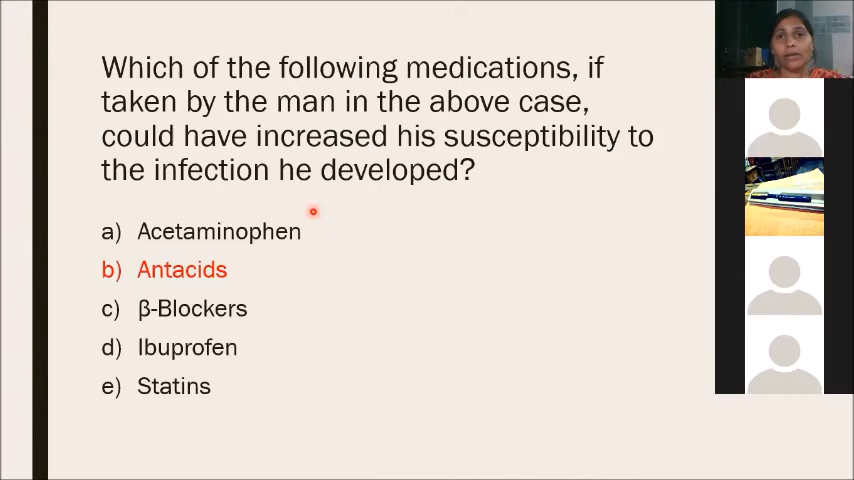 Which of the following medications, if
taken by the man in the above case,
could have increased his susceptibility to
the infection he developed?
a) Acetaminophen
b) Antacids
c) β-Blockers
d) Ibuprofen
e) Statins